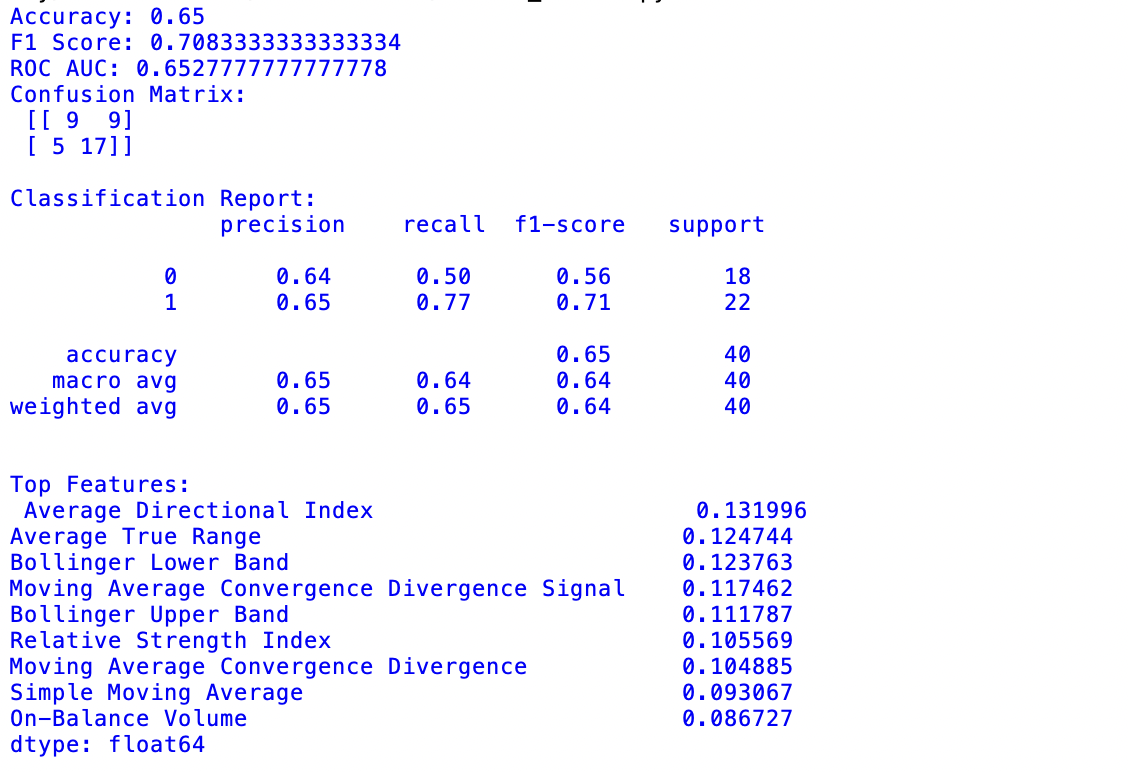 Accuracy: 0.65
F1 Score: 0.7083333333333334
ROC AUC: 0.6527777777777778
Confusion Matrix:
[[ 9  9]
[ 5 17]]
Classification Report:
precision    recall  f1-score   support
0       0.64      0.50      0.56        18
1       0.65      0.77      0.71        22
accuracy                           0.65        40
macro avg       0.65      0.64      0.64        40
weighted avg       0.65      0.65      0.64        40
Top Features:
Average Directional Index                       0.131996
Average True Range                              0.124744
Bollinger Lower Band                            0.123763
Moving Average Convergence Divergence Signal    0.117462
Bollinger Upper Band                            0.111787
Relative Strength Index                         0.105569
Moving Average Convergence Divergence           0.104885
Simple Moving Average                           0.093067
On-Balance Volume                               0.086727
dtype: float64